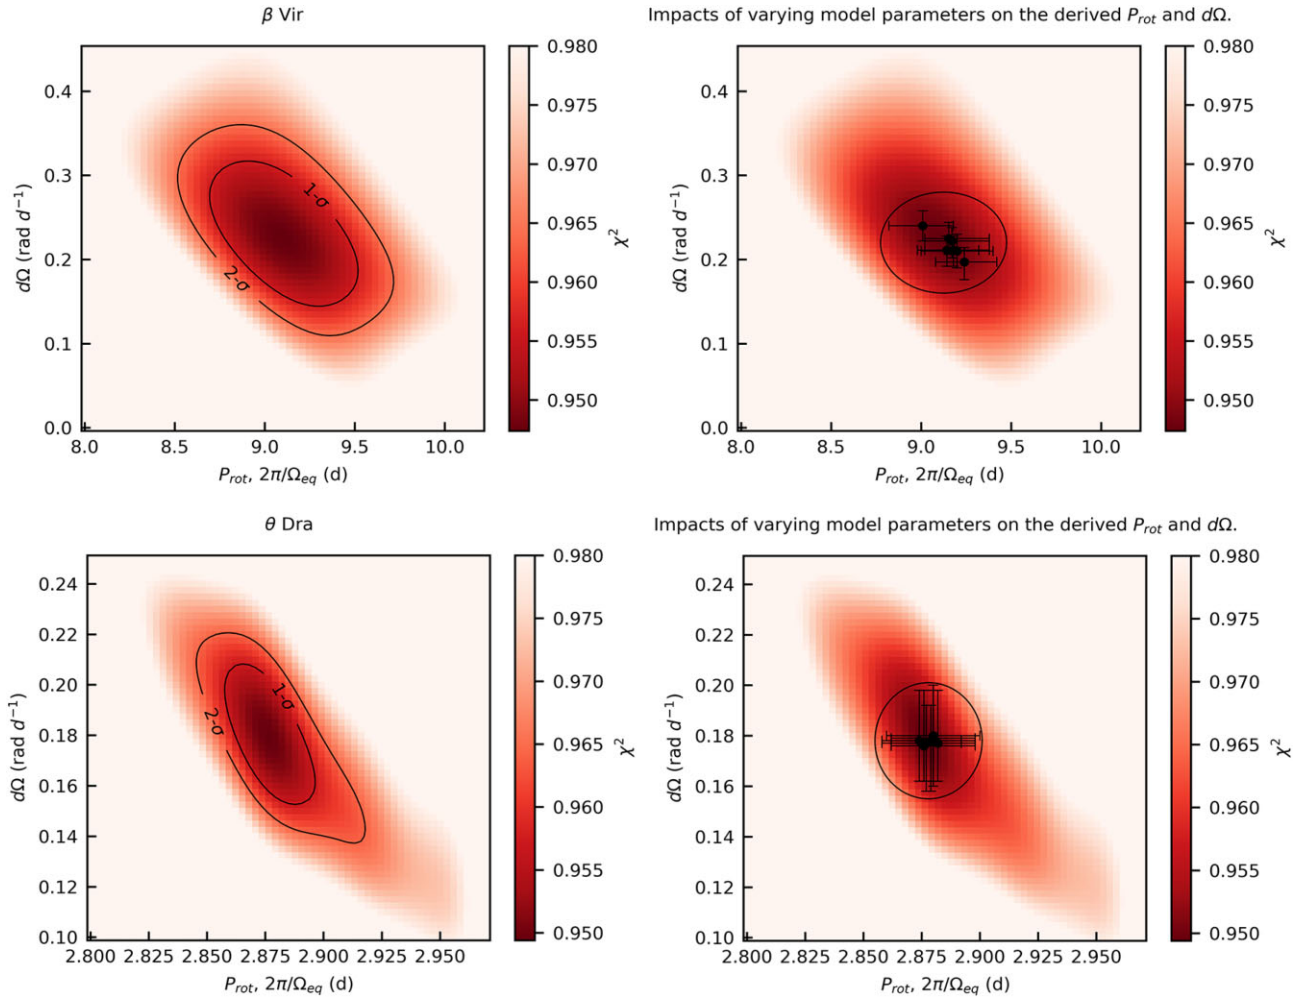 β Vir
0.4
0.3
0.2
0.1
0.0
dΩ (rad d⁻¹)
1-σ
2-σ
8.0 8.5 9.0 9.5 10.0
P_rot, 2π/Ω_eq (d)
0.980
0.975
0.970
0.965
0.960
0.955
0.950
χ²
Impacts of varying model parameters on the derived P_rot and dΩ.
0.4
0.3
0.2
0.1
0.0
dΩ (rad d⁻¹)
8.0 8.5 9.0 9.5 10.0
P_rot, 2π/Ω_eq (d)
0.980
0.975
0.970
0.965
0.960
0.955
0.950
χ²
θ Dra
0.24
0.22
0.20
0.18
0.16
0.14
0.12
0.10
dΩ (rad d⁻¹)
1-σ
2-σ
2.800 2.825 2.850 2.875 2.900 2.925 2.950
P_rot, 2π/Ω_eq (d)
0.980
0.975
0.970
0.965
0.960
0.955
0.950
χ²
Impacts of varying model parameters on the derived P_rot and dΩ.
0.24
0.22
0.20
0.18
0.16
0.14
0.12
0.10
dΩ (rad d⁻¹)
2.800 2.825 2.850 2.875 2.900 2.925 2.950
P_rot, 2π/Ω_eq (d)
0.980
0.975
0.970
0.965
0.960
0.955
0.950
χ²